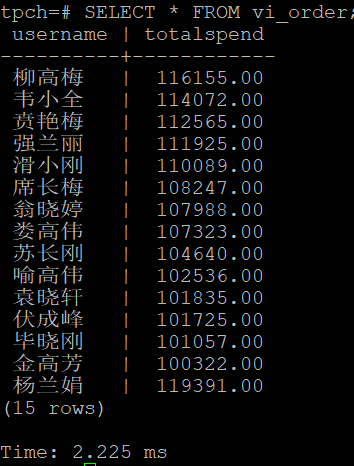 tpch=# SELECT * FROM vi_order;
 username | totalspend
----------+------------
 柳高梅   |  116155.00
 韦小全   |  114072.00
 贲艳梅   |  112565.00
 强兰丽   |  111925.00
 滑小刚   |  110089.00
 席长梅   |  108247.00
 翁晓婷   |  107988.00
 娄高伟   |  107323.00
 苏长刚   |  104640.00
 喻高伟   |  102536.00
 袁晓轩   |  101835.00
 伏成峰   |  101725.00
 毕晓刚   |  101057.00
 金高芳   |  100322.00
 杨兰娟   |  119391.00
(15 rows)
Time: 2.225 ms